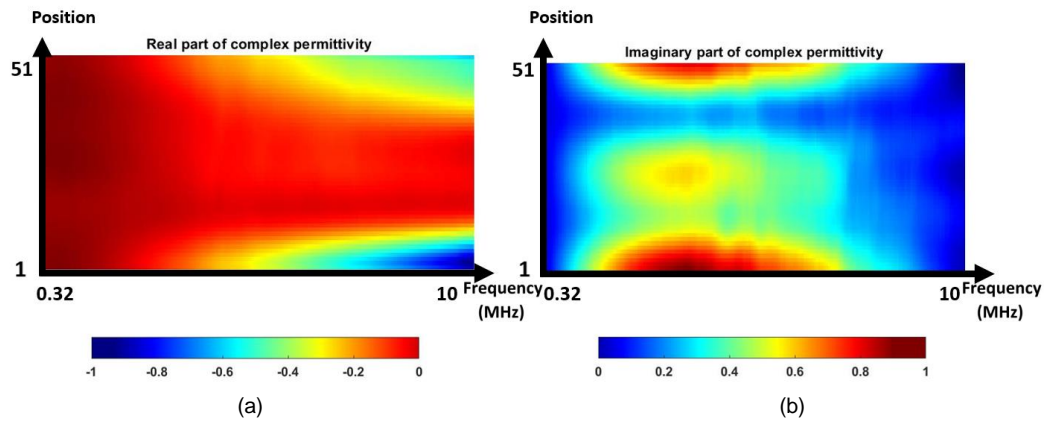 Position
Real part of complex permittivity
51
1
0.32
10 Frequency
(MHz)
-1 -0.8 -0.6 -0.4 -0.2 0
(a)
Position
Imaginary part of complex permittivity
51
1
0.32
10 Frequency
(MHz)
0 0.2 0.4 0.6 0.8 1
(b)